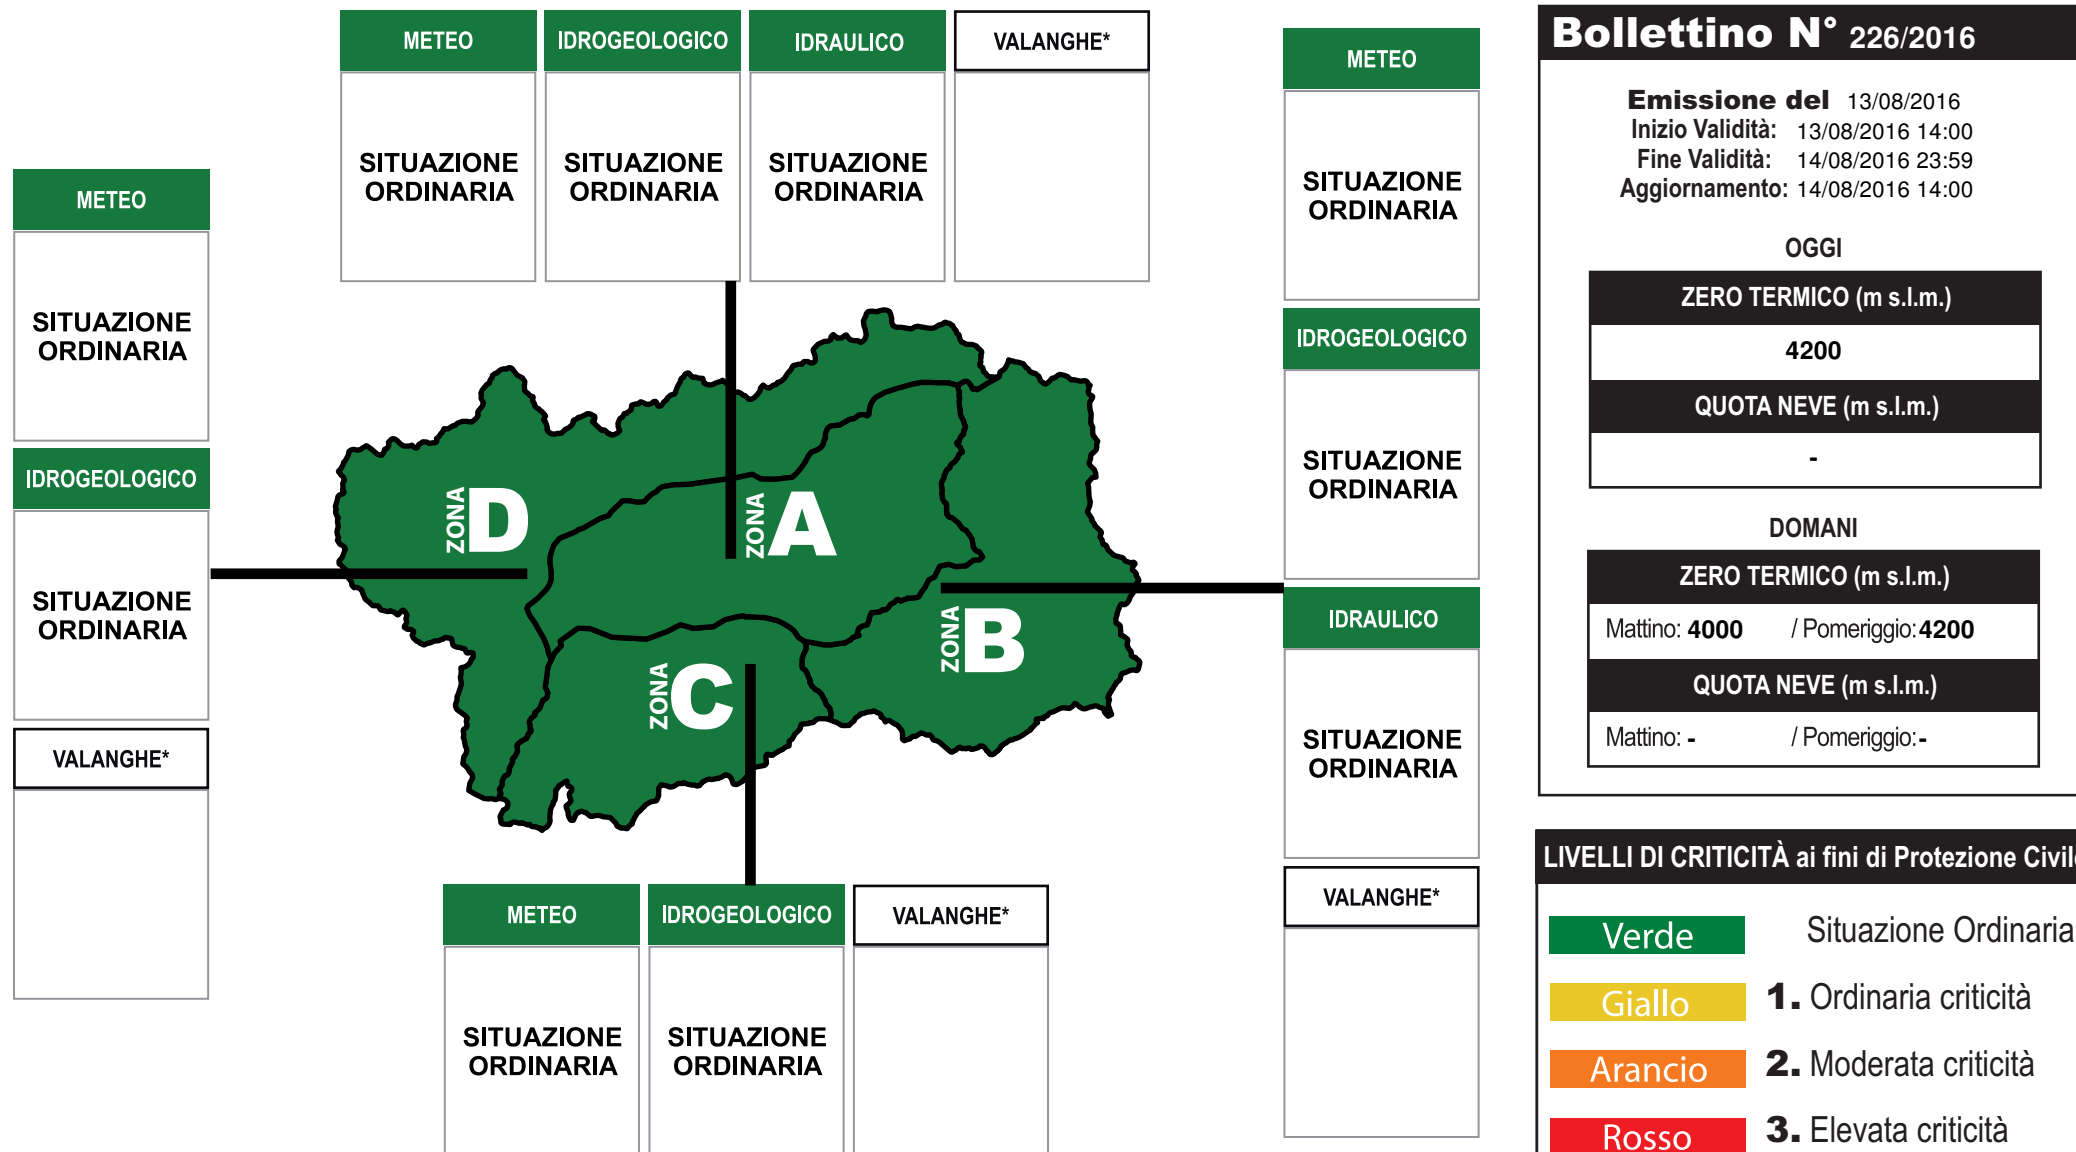 METEO
IDROGEOLOGICO
IDRAULICO
VALANGHE*
SITUAZIONE
ORDINARIA
SITUAZIONE
ORDINARIA
SITUAZIONE
ORDINARIA
METEO
SITUAZIONE
ORDINARIA
IDROGEOLOGICO
SITUAZIONE
ORDINARIA
VALANGHE*
ZONA D
ZONA A
ZONA B
ZONA C
METEO
SITUAZIONE
ORDINARIA
IDROGEOLOGICO
SITUAZIONE
ORDINARIA
IDRAULICO
SITUAZIONE
ORDINARIA
VALANGHE*
METEO
IDROGEOLOGICO
VALANGHE*
SITUAZIONE
ORDINARIA
SITUAZIONE
ORDINARIA
Bollettino N° 226/2016
Emissione del 13/08/2016
Inizio Validità: 13/08/2016 14:00
Fine Validità: 14/08/2016 23:59
Aggiornamento: 14/08/2016 14:00
OGGI
ZERO TERMICO (m s.l.m.)
4200
QUOTA NEVE (m s.l.m.)
-
DOMANI
ZERO TERMICO (m s.l.m.)
Mattino: 4000 / Pomeriggio: 4200
QUOTA NEVE (m s.l.m.)
Mattino: - / Pomeriggio: -
LIVELLI DI CRITICITÀ ai fini di Protezione Civile
Verde Situazione Ordinaria
Giallo 1. Ordinaria criticità
Arancio 2. Moderata criticità
Rosso 3. Elevata criticità